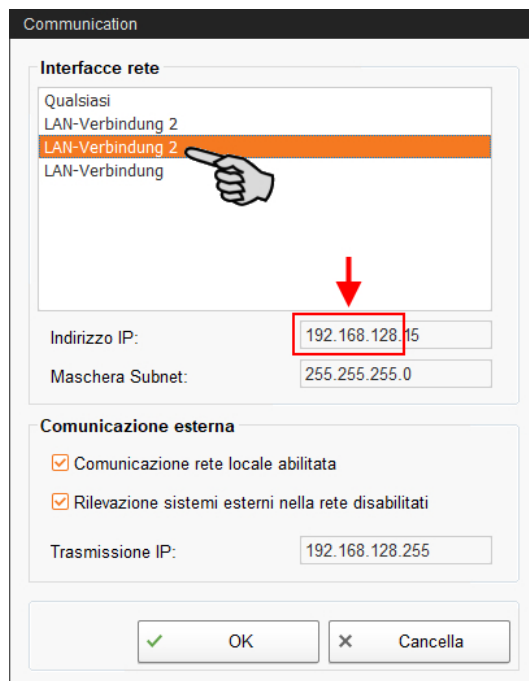 Communication
Interfacce rete
Qualsiasi
LAN-Verbindung 2
LAN-Verbindung 2
LAN-Verbindung
Indirizzo IP: 192.168.128.15
Maschera Subnet: 255.255.255.0
Comunicazione esterna
Comunicazione rete locale abilitata
Rilevazione sistemi esterni nella rete disabilitati
Trasmissione IP: 192.168.128.255
OK Cancella